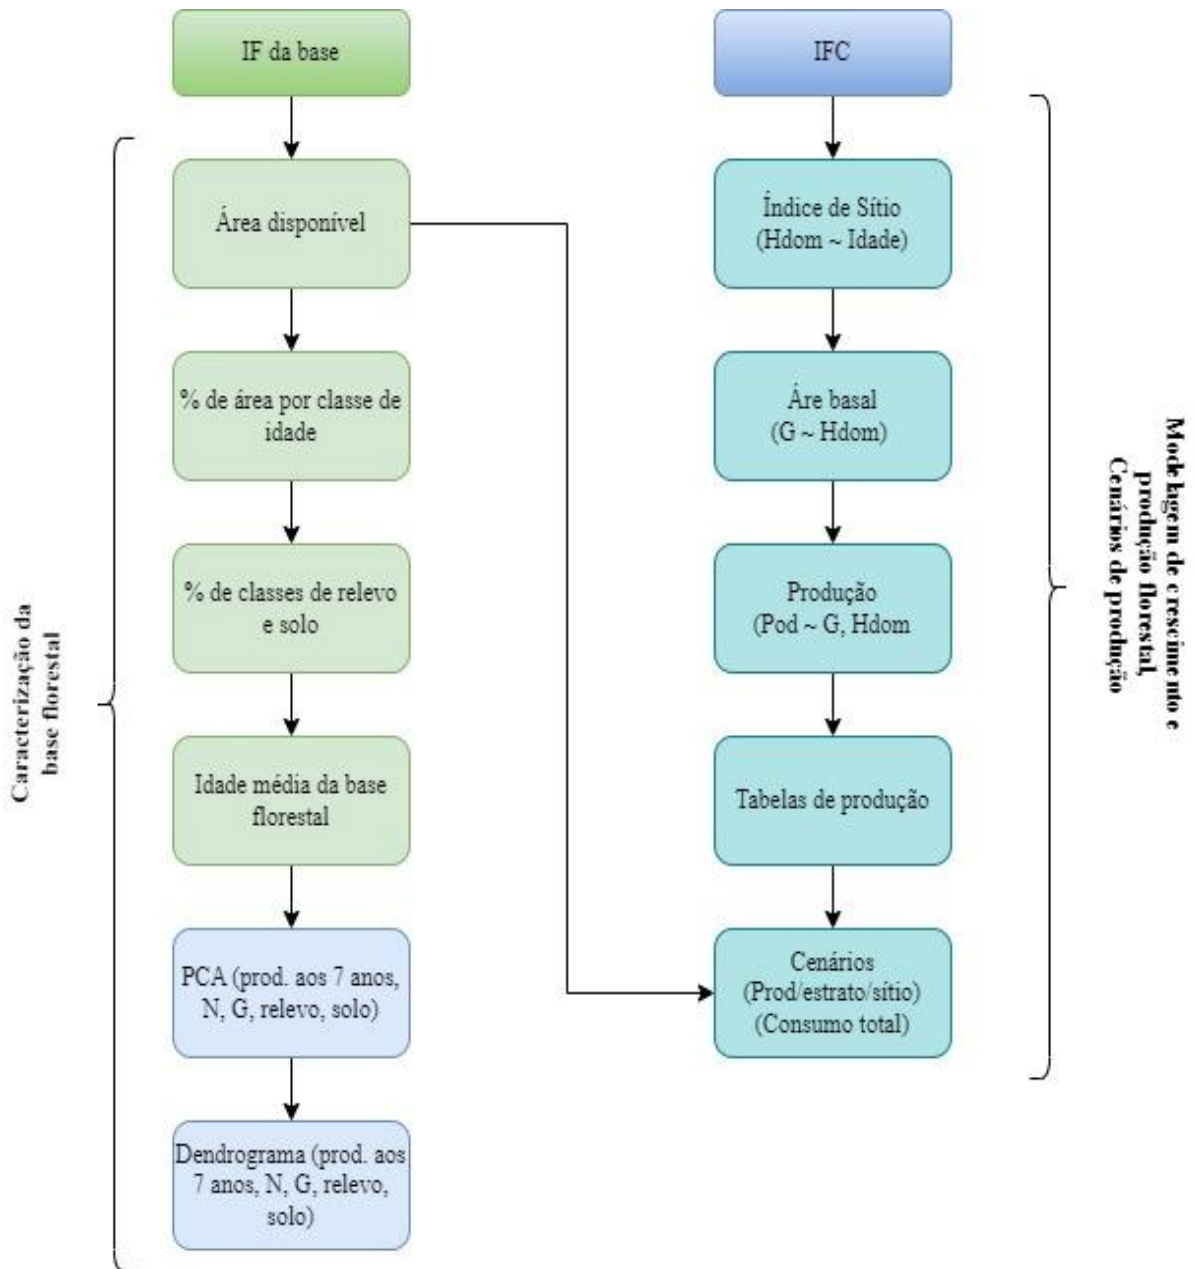 IF da base
Área disponível
% de área por classe de
idade
% de classes de relevo
e solo
Idade média da base
florestal
PCA (prod. aos 7 anos,
N, G, relevo, solo)
Dendrograma (prod. aos
7 anos, N, G, relevo,
solo)
Caracterização da
base florestal
IFC
Índice de Sítio
(Hdom ~ Idade)
Áre basal
(G ~ Hdom)
Produção
(Pod ~ G, Hdom
Tabelas de produção
Cenários
(Prod/estrato/sítio)
(Consumo total)
Modelagem de crescimento e
produção florestal,
Cenários de produção